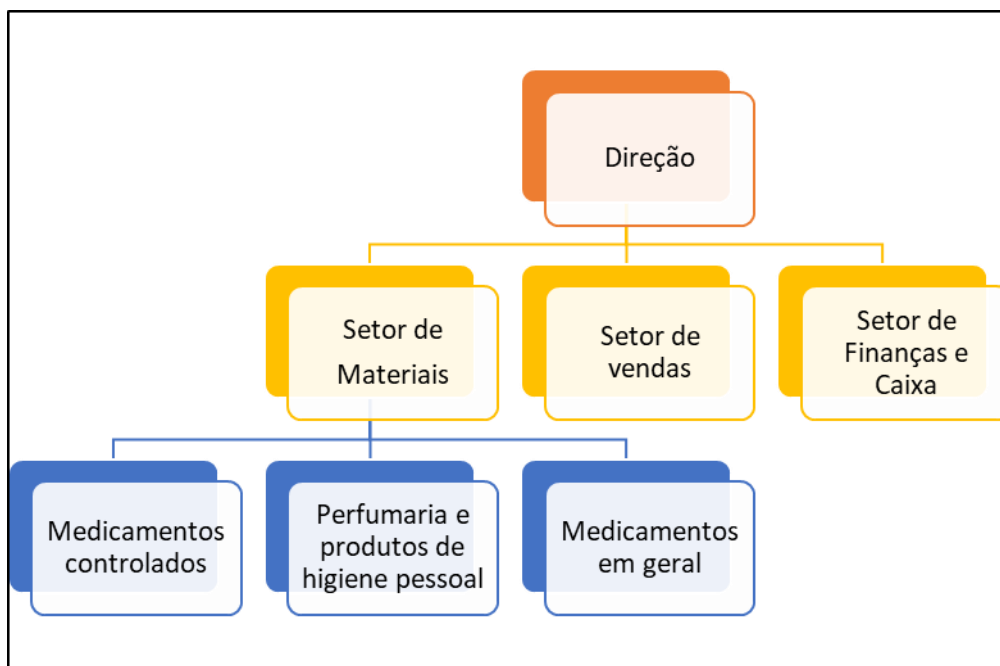 Direção
Setor de
Materiais
Setor de
vendas
Setor de
Finanças e
Caixa
Medicamentos
controlados
Perfumaria e
produtos de
higiene pessoal
Medicamentos
em geral